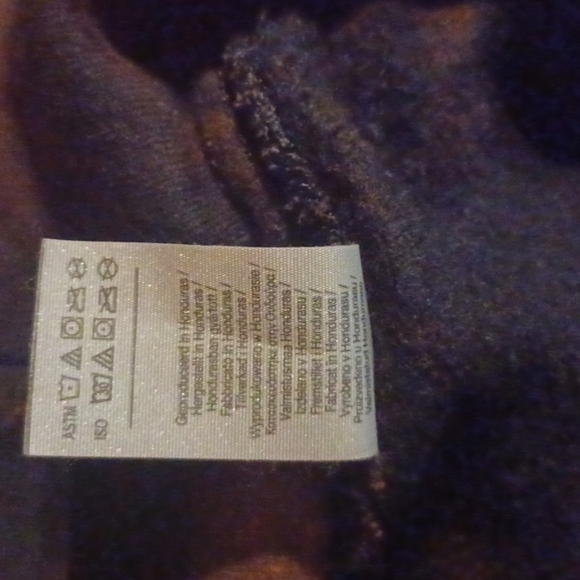 ASTM
ISO
Geproduceerd in Honduras /
Hergestellt in Honduras /
Hondurasban gyártott /
Fabbricato in Honduras /
Tillverkad i Honduras /
Wyprodukowano w Hondurasie /
Valmistusmaa Honduras /
Izdelano v Hondurasu /
Fremstillet i Honduras /
Fabricat în Honduras /
Vyrobeno v Hondurasu /
Proizvedeno u Hondurasu /